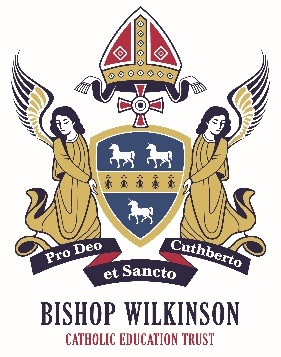 Pro Deo et Sancto Cuthberto
BISHOP WILKINSON
CATHOLIC EDUCATION TRUST